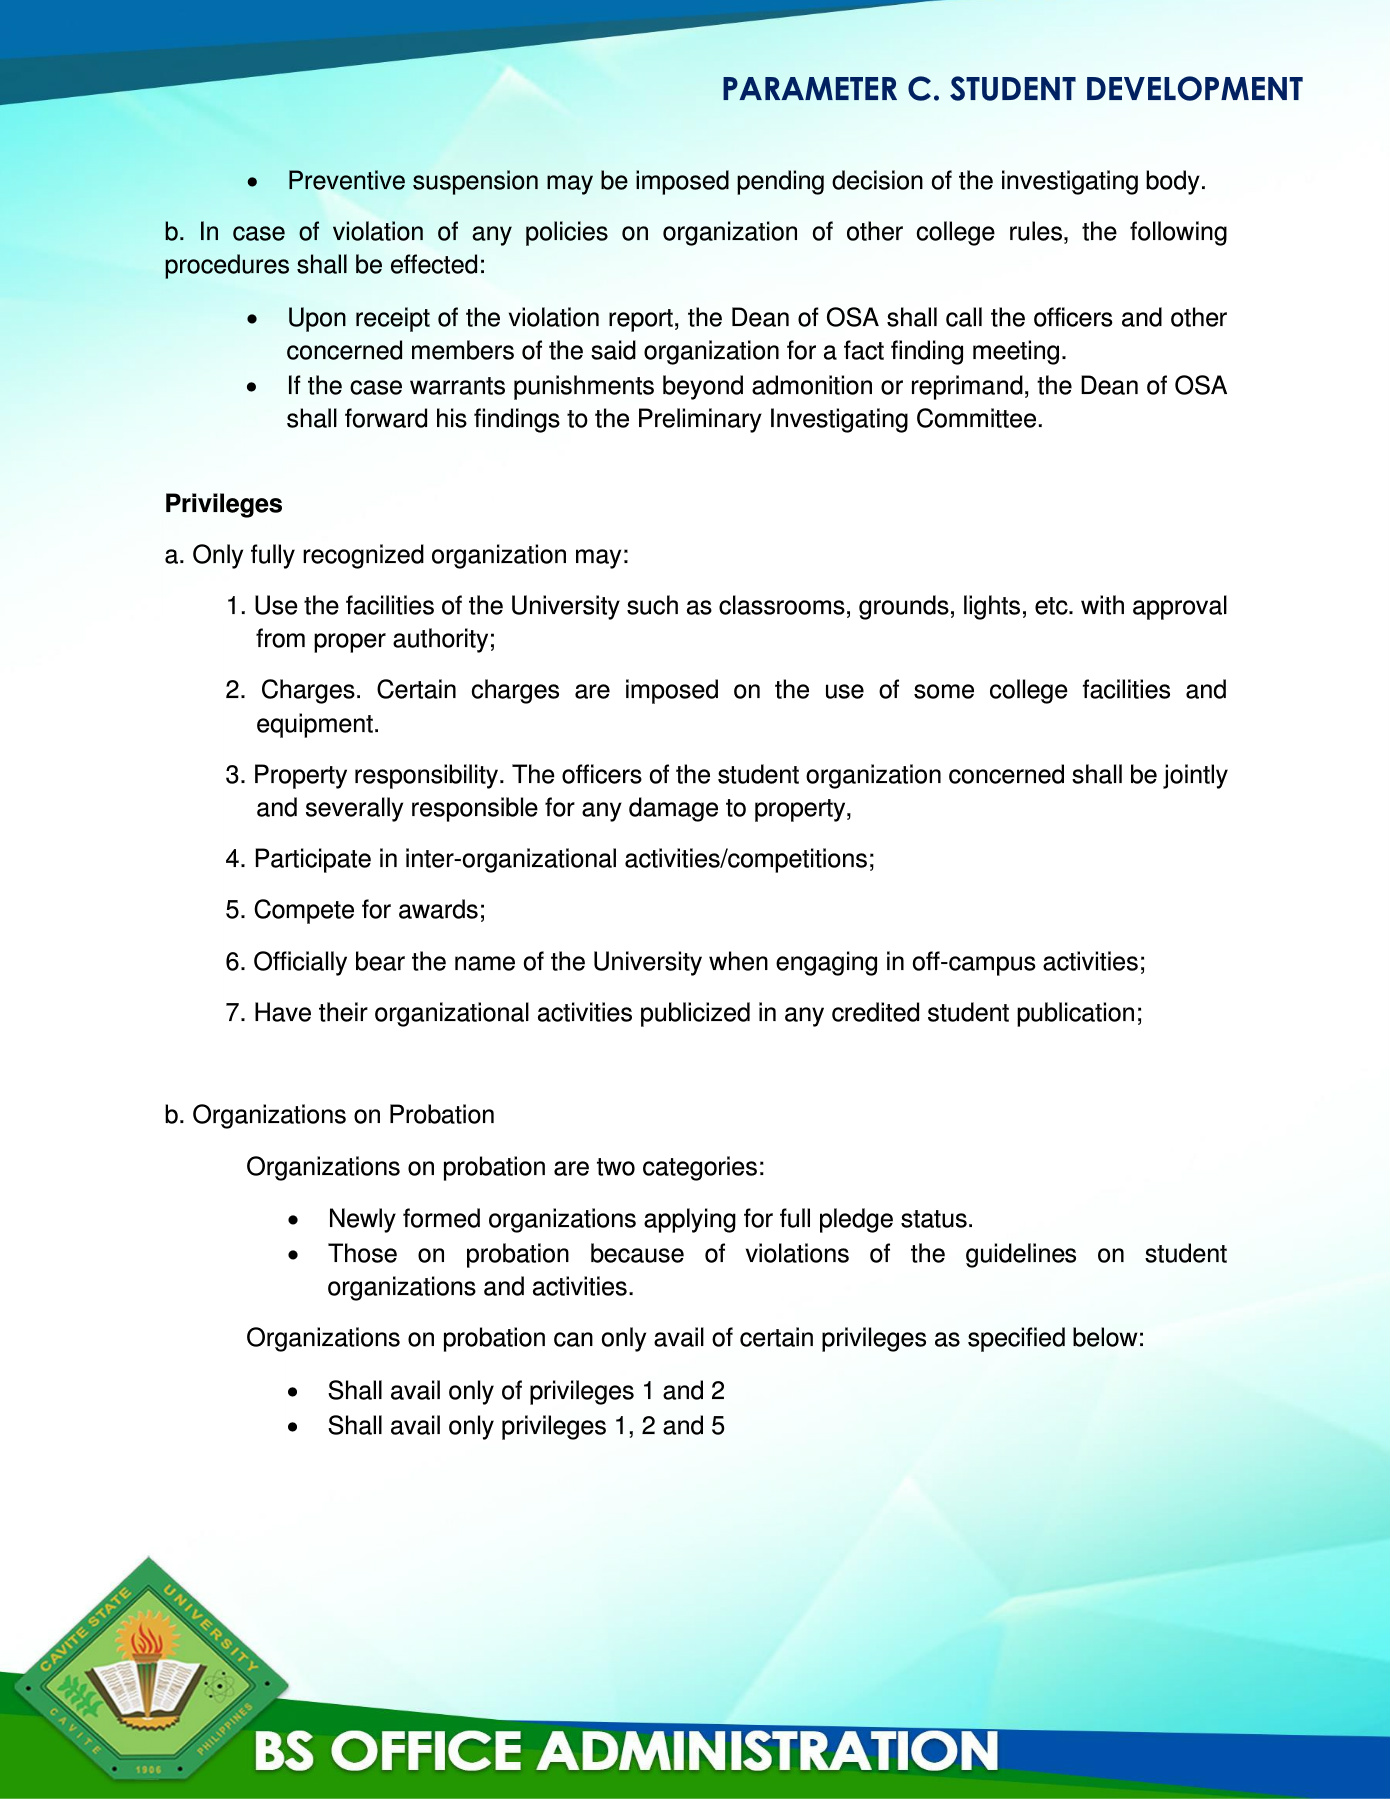 PARAMETER C. STUDENT DEVELOPMENT
• Preventive suspension may be imposed pending decision of the investigating body.
b. In case of violation of any policies on organization of other college rules, the following
procedures shall be effected:
• Upon receipt of the violation report, the Dean of OSA shall call the officers and other
concerned members of the said organization for a fact finding meeting.
• If the case warrants punishments beyond admonition or reprimand, the Dean of OSA
shall forward his findings to the Preliminary Investigating Committee.
Privileges
a. Only fully recognized organization may:
1. Use the facilities of the University such as classrooms, grounds, lights, etc. with approval
from proper authority;
2. Charges. Certain charges are imposed on the use of some college facilities and
equipment.
3. Property responsibility. The officers of the student organization concerned shall be jointly
and severally responsible for any damage to property,
4. Participate in inter-organizational activities/competitions;
5. Compete for awards;
6. Officially bear the name of the University when engaging in off-campus activities;
7. Have their organizational activities publicized in any credited student publication;
b. Organizations on Probation
Organizations on probation are two categories:
• Newly formed organizations applying for full pledge status.
• Those on probation because of violations of the guidelines on student
organizations and activities.
Organizations on probation can only avail of certain privileges as specified below:
• Shall avail only of privileges 1 and 2
• Shall avail only privileges 1, 2 and 5
CAVITE STATE UNIVERSITY
CAVITE PHILIPPINES
1906
BS OFFICE ADMINISTRATION